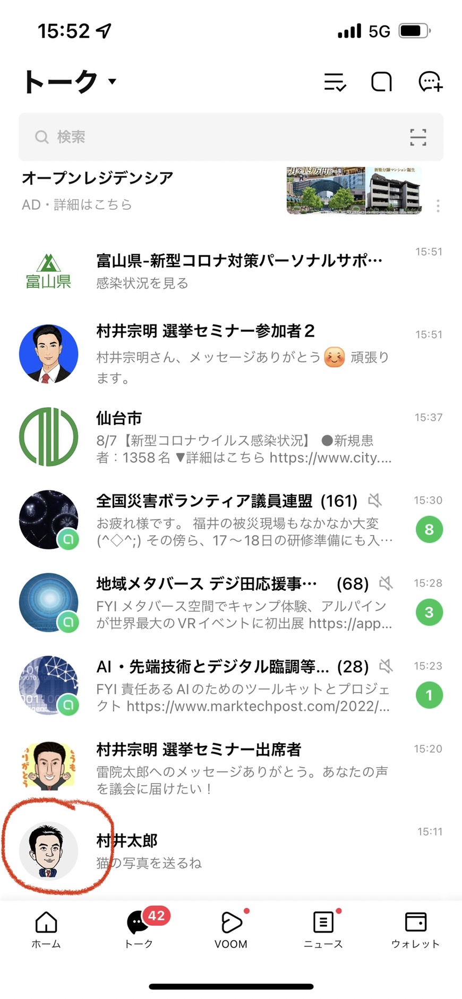 15:52
5G
トーク
検索
オープンレジデンシア
AD・詳細はこちら
月々19万円台~
新築分譲マンション誕生
15:51
富山県-新型コロナ対策パーソナルサポ…
富山県
感染状況を見る
村井宗明 選挙セミナー参加者２
15:51
村井宗明さん、メッセージありがとう 頑張り
ます。
仙台市
15:37
8/7【新型コロナウイルス感染状況】 ●新規患
者：1358名 ▼詳細はこちら https://www.city....
全国災害ボランティア議員連盟 (161)
15:30
お疲れ様です。 福井の被災現場もなかなか大変
(^◇^;) その傍ら、17〜18日の研修準備にも入…
8
地域メタバース デジ田応援事… (68)
15:28
FYI メタバース空間でキャンプ体験、アルパイン
が世界最大のVRイベントに初出展 https://app...
3
AI・先端技術とデジタル臨調等... (28)
15:23
FYI 責任あるAIのためのツールキットとプロジェ
クト https://www.marktechpost.com/2022/...
1
村井宗明 選挙セミナー出席者
15:20
雷院太郎へのメッセージありがとう。あなたの声
を議会に届けたい！
15:11
村井太郎
猫の写真を送るね
42
ホーム
トーク
VOOM
ニュース
ウォレット